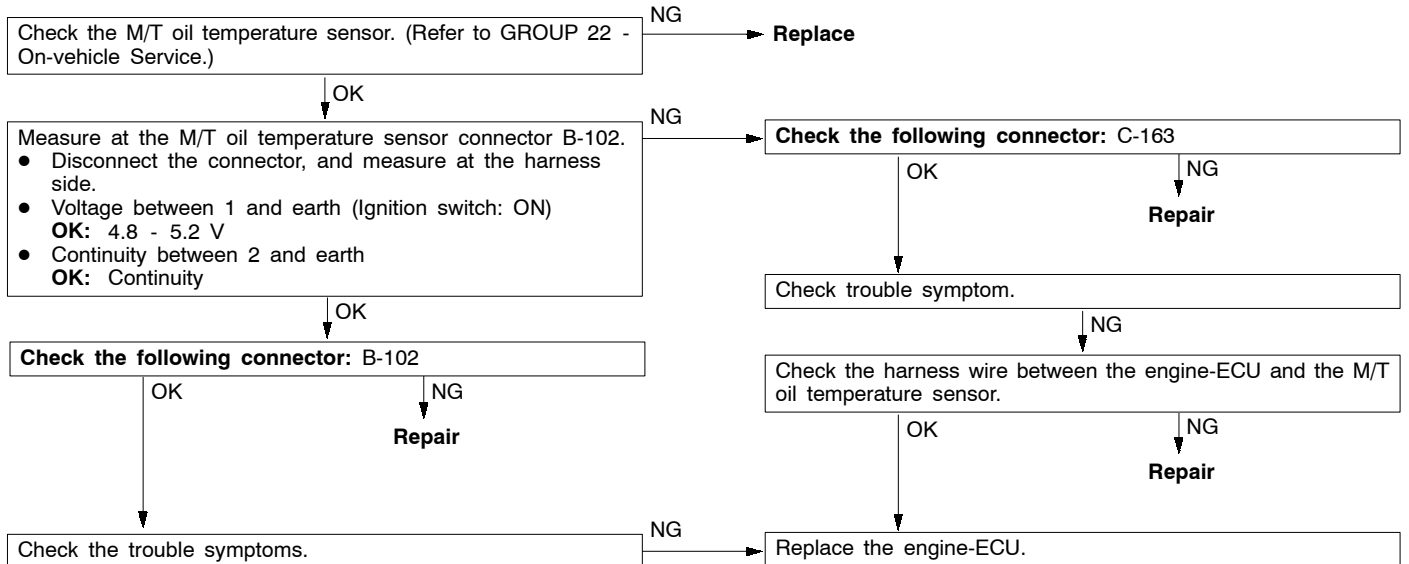 Check the M/T oil temperature sensor. (Refer to GROUP 22 -
On-vehicle Service.)
NG
Replace
OK
Measure at the M/T oil temperature sensor connector B-102.
● Disconnect the connector, and measure at the harness
side.
● Voltage between 1 and earth (Ignition switch: ON)
OK: 4.8 - 5.2 V
● Continuity between 2 and earth
OK: Continuity
NG
Check the following connector: C-163
OK
NG
Repair
Check trouble symptom.
NG
Check the harness wire between the engine-ECU and the M/T
oil temperature sensor.
OK
NG
Repair
OK
Check the following connector: B-102
OK
NG
Repair
Check the trouble symptoms.
NG
Replace the engine-ECU.